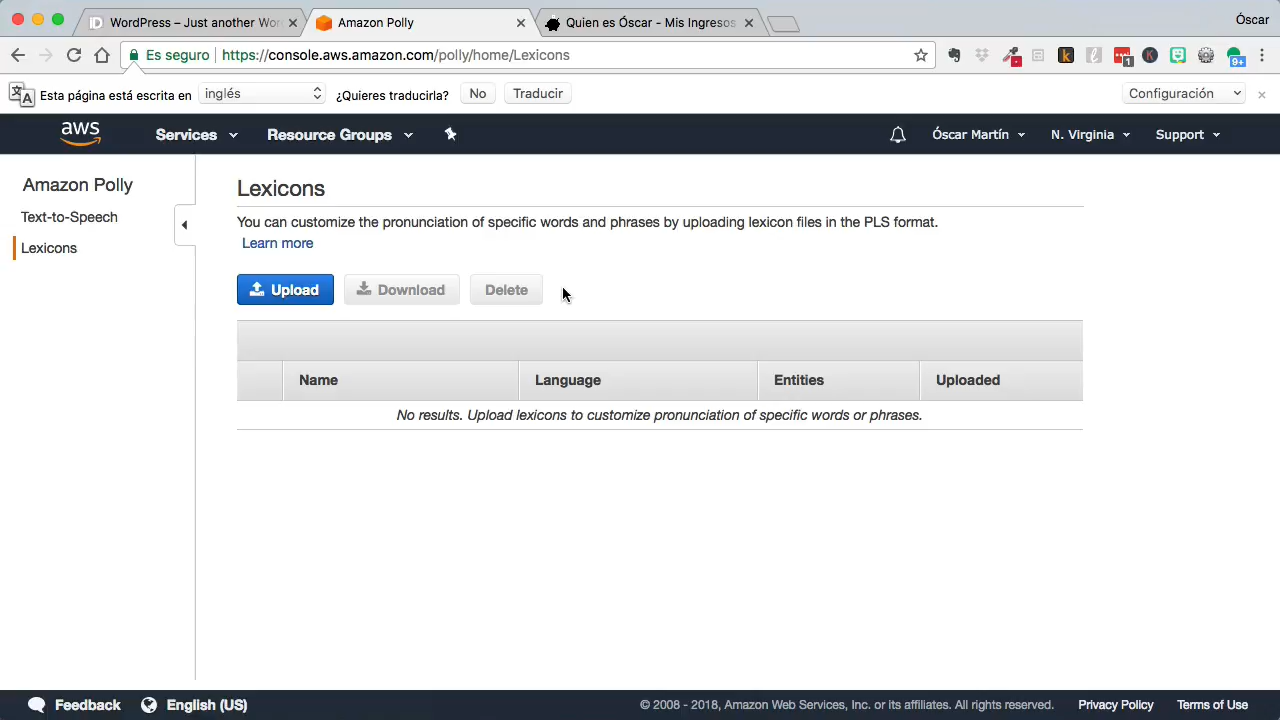 WordPress – Just another Wor
Amazon Polly
Quien es Óscar - Mis Ingresos
Óscar
Es seguro
https://console.aws.amazon.com/polly/home/Lexicons
1
9+
Esta página está escrita en
inglés
¿Quieres traducirla?
No
Traducir
Configuración
aws
Services
Resource Groups
Óscar Martín
N. Virginia
Support
Amazon Polly
Text-to-Speech
Lexicons
Lexicons
You can customize the pronunciation of specific words and phrases by uploading lexicon files in the PLS format.
Learn more
Upload
Download
Delete
Name
Language
Entities
Uploaded
No results. Upload lexicons to customize pronunciation of specific words or phrases.
Feedback
English (US)
© 2008 - 2018, Amazon Web Services, Inc. or its affiliates. All rights reserved.
Privacy Policy
Terms of Use